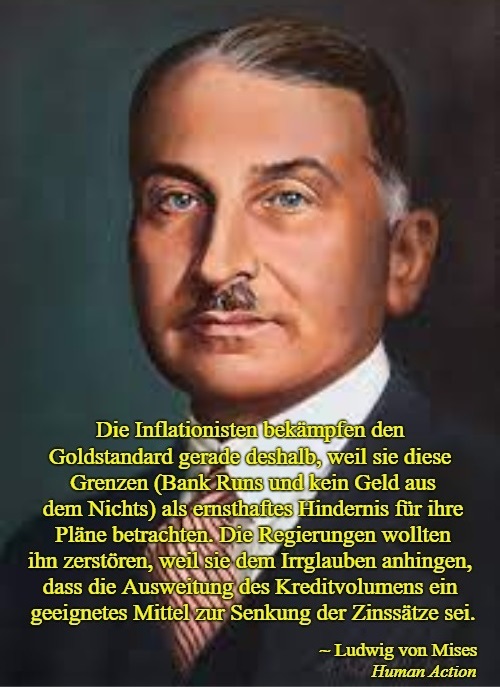 Die Inflationisten bekämpfen den
Goldstandard gerade deshalb, weil sie diese
Grenzen (Bank Runs und kein Geld aus
dem Nichts) als ernsthaftes Hindernis für ihre
Pläne betrachten. Die Regierungen wollten
ihn zerstören, weil sie dem Irrglauben anhingen,
dass die Ausweitung des Kreditvolumens ein
geeignetes Mittel zur Senkung der Zinssätze sei.
~ Ludwig von Mises
Human Action